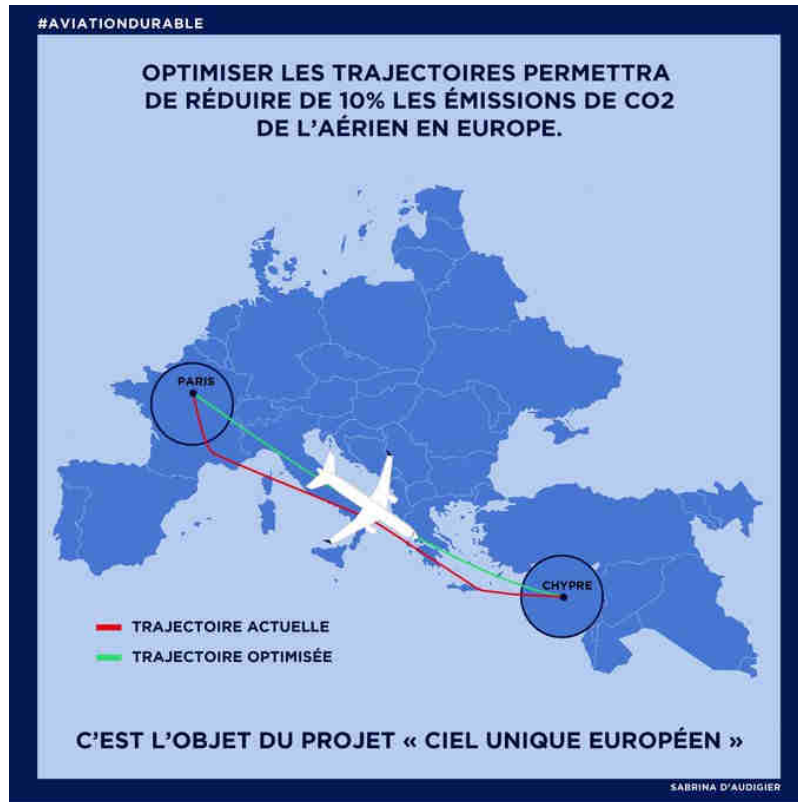 #AVIATIONDURABLE
OPTIMISER LES TRAJECTOIRES PERMETTRA
DE RÉDUIRE DE 10% LES ÉMISSIONS DE CO2
DE L'AÉRIEN EN EUROPE.
PARIS
CHYPRE
TRAJECTOIRE ACTUELLE
TRAJECTOIRE OPTIMISÉE
C'EST L'OBJET DU PROJET « CIEL UNIQUE EUROPÉEN »
SABRINA D'AUDIGIER